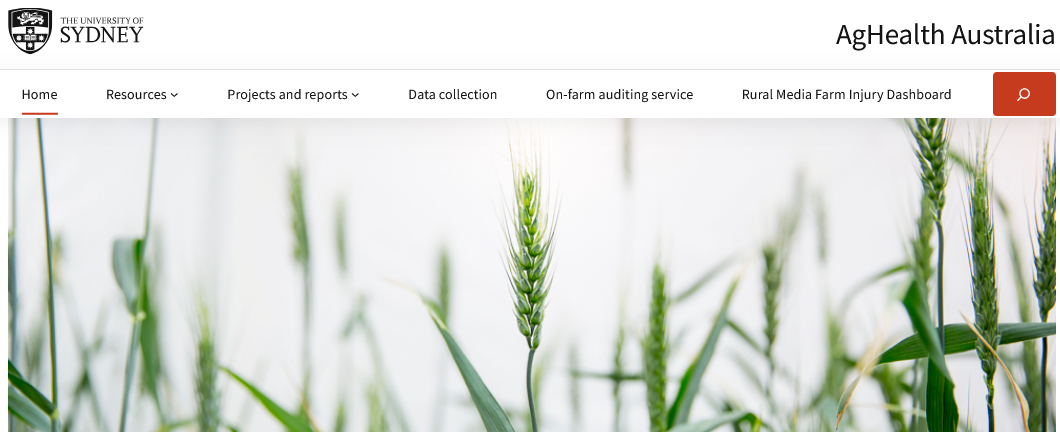 THE UNIVERSITY OF
SYDNEY
AgHealth Australia
Home
Resources
Projects and reports
Data collection
On-farm auditing service
Rural Media Farm Injury Dashboard